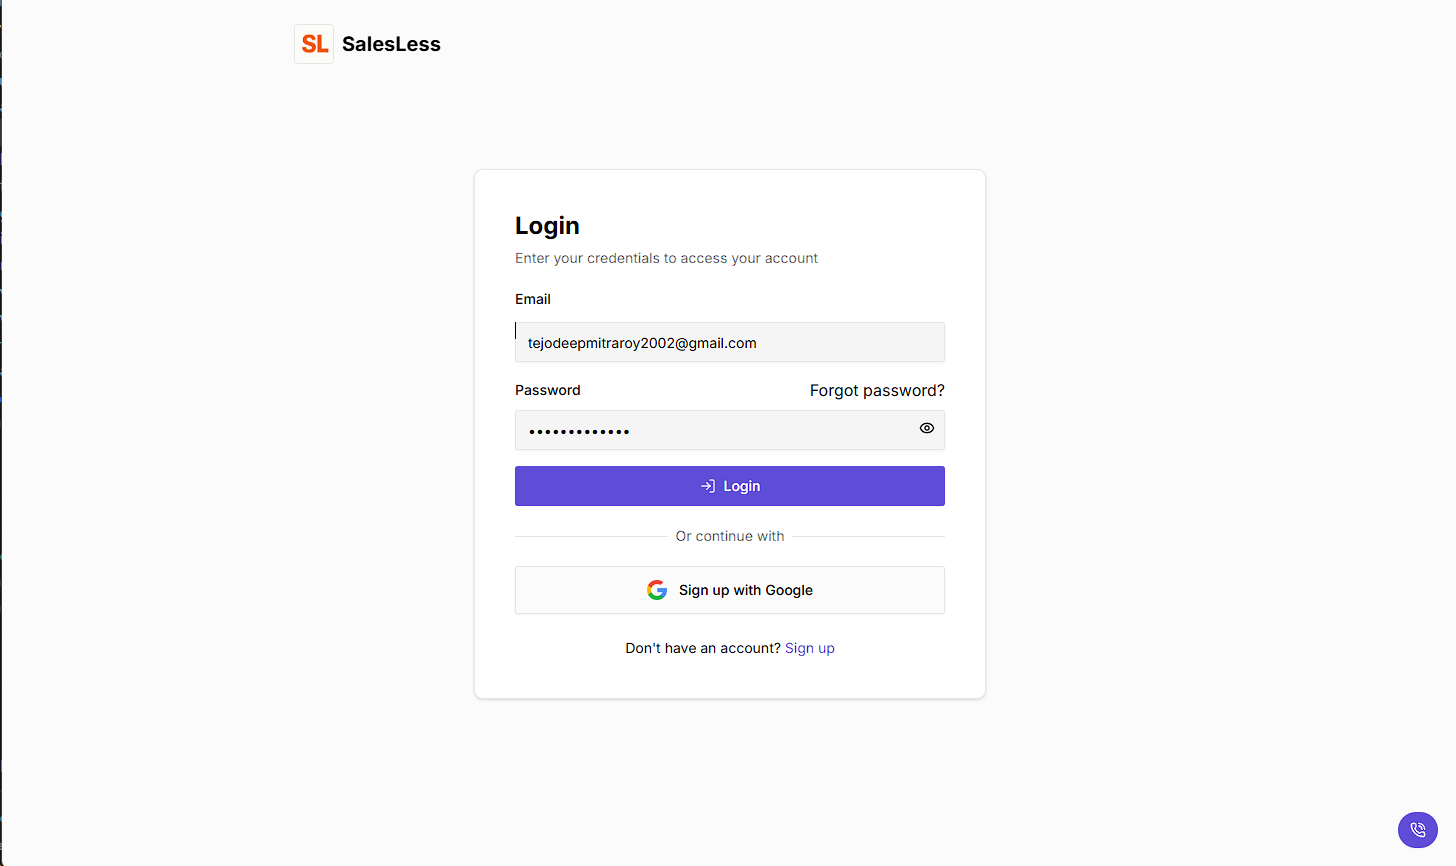 SL SalesLess
Login
Enter your credentials to access your account
Email
tejodeepmitraroy2002@gmail.com
Password Forgot password?
•••••••••••••
Login
Or continue with
Sign up with Google
Don't have an account? Sign up